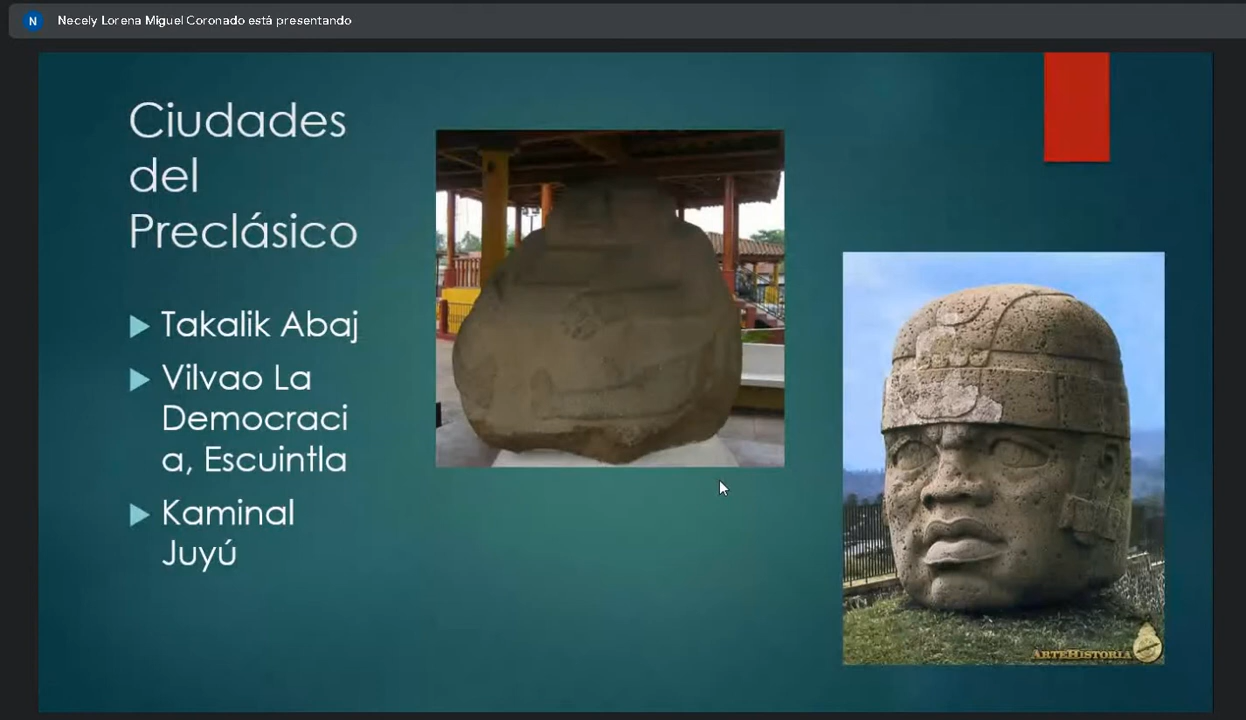 N
Necely Lorena Miguel Coronado está presentando
Ciudades
del
Preclásico
Takalik Abaj
Vilvao La
Democraci
a, Escuintla
Kaminal
Juyú
ARTEHISTORIA